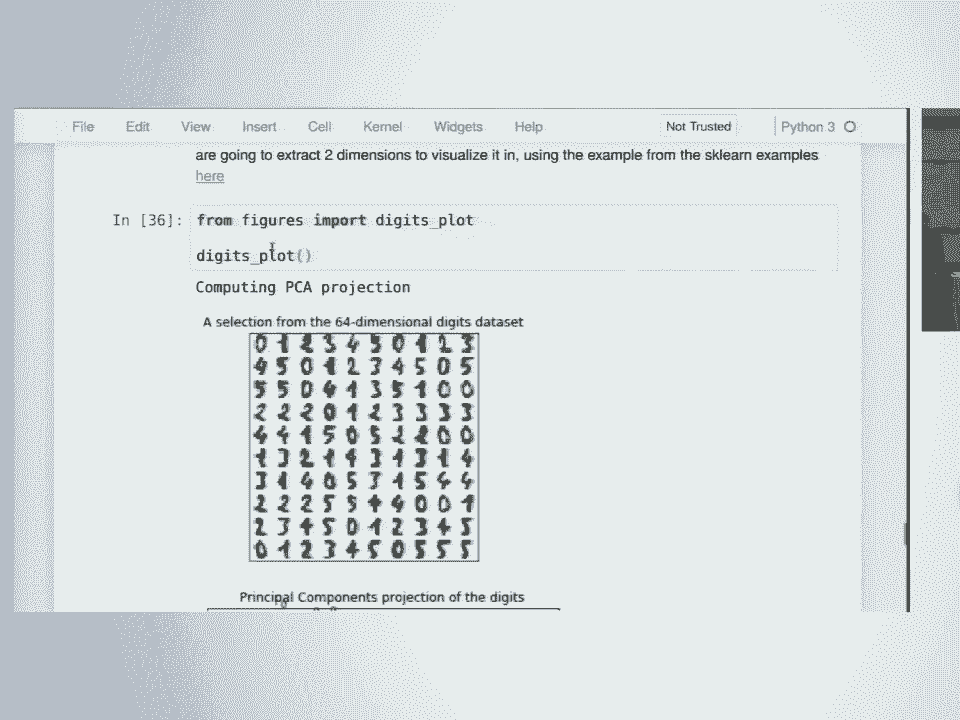 File Edit View Insert Cell Kernel Widgets Help Not Trusted Python 3
are going to extract 2 dimensions to visualize it in, using the example from the sklearn examples
here
In [36]: from figures import digits_plot
digits_plot()
Computing PCA projection
A selection from the 64-dimensional digits dataset
0 1 2 3 4 5 0 1 2 3
4 5 0 1 2 3 4 5 0 5
5 5 0 4 1 3 5 1 0 0
2 2 2 0 1 2 3 3 3 3
4 4 1 5 0 5 2 2 0 0
1 3 2 1 4 3 1 3 1 4
3 1 4 0 5 3 1 5 4 4
2 2 2 5 5 4 4 0 0 1
2 3 4 5 0 1 2 3 4 5
0 1 2 3 4 5 0 5 5 5
Principal Components projection of the digits